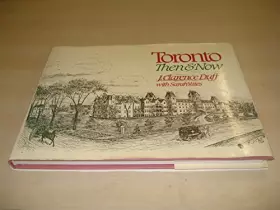 Toronto
Then & Now
J. Clarence Duff
with Sarah Yates